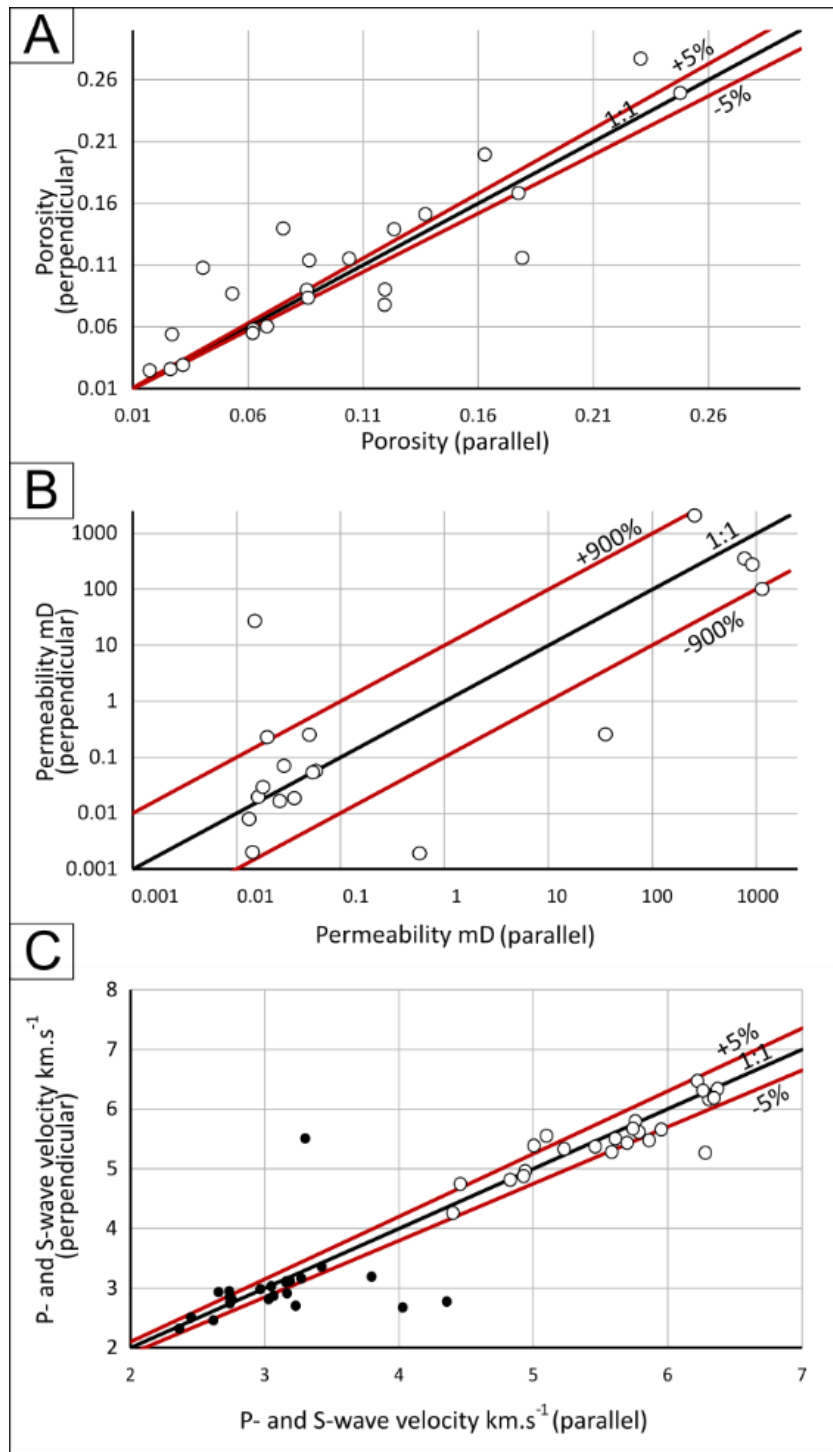 A
0.26
0.21
0.16
0.11
0.06
0.01
Porosity
(perpendicular)
+5%
1:1
-5%
0.01 0.06 0.11 0.16 0.21 0.26
Porosity (parallel)
B
1000
100
10
1
0.1
0.01
0.001
Permeability mD
(perpendicular)
+900%
1:1
-900%
0.001 0.01 0.1 1 10 100 1000
Permeability mD (parallel)
C
8
7
6
5
4
3
2
P- and S-wave velocity km.s⁻¹
(perpendicular)
+5%
1:1
-5%
2 3 4 5 6 7
P- and S-wave velocity km.s⁻¹ (parallel)